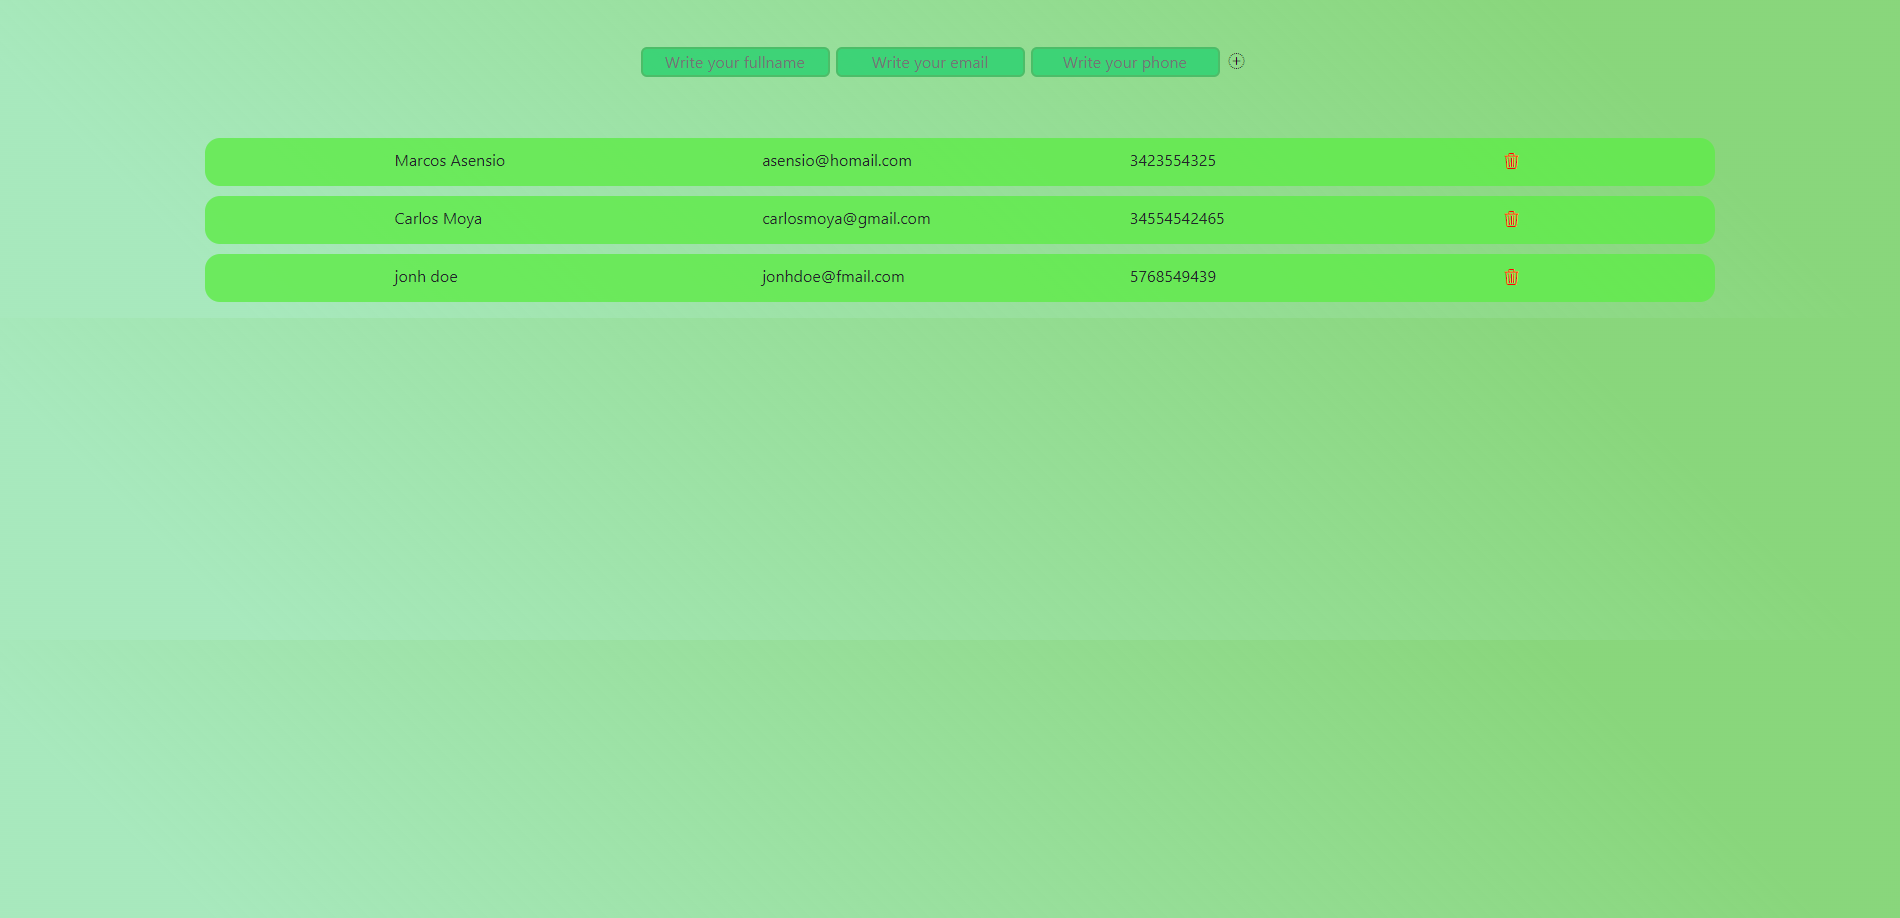 Write your fullname Write your email Write your phone
Marcos Asensio asensio@homail.com 3423554325
Carlos Moya carlosmoya@gmail.com 34554542465
jonh doe jonhdoe@fmail.com 5768549439